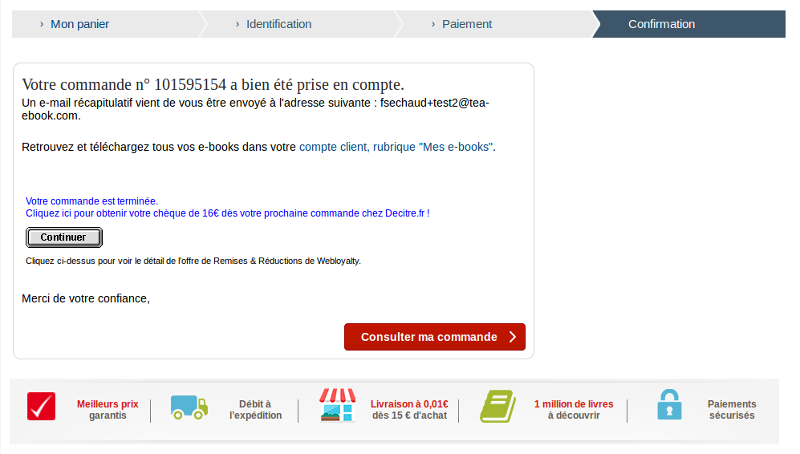 › Mon panier › Identification › Paiement Confirmation
Votre commande n° 101595154 a bien été prise en compte.
Un e-mail récapitulatif vient de vous être envoyé à l'adresse suivante : fsechaud+test2@tea-
ebook.com.
Retrouvez et téléchargez tous vos e-books dans votre compte client, rubrique "Mes e-books".
Votre commande est terminée.
Cliquez ici pour obtenir votre chèque de 16€ dès votre prochaine commande chez Decitre.fr !
Continuer
Cliquez ci-dessus pour voir le détail de l'offre de Remises & Réductions de Webloyalty.
Merci de votre confiance,
Consulter ma commande
Meilleurs prix
garantis
Débit à
l'expédition
Livraison à 0,01€
dès 15 € d'achat
1 million de livres
à découvrir
Paiements
sécurisés